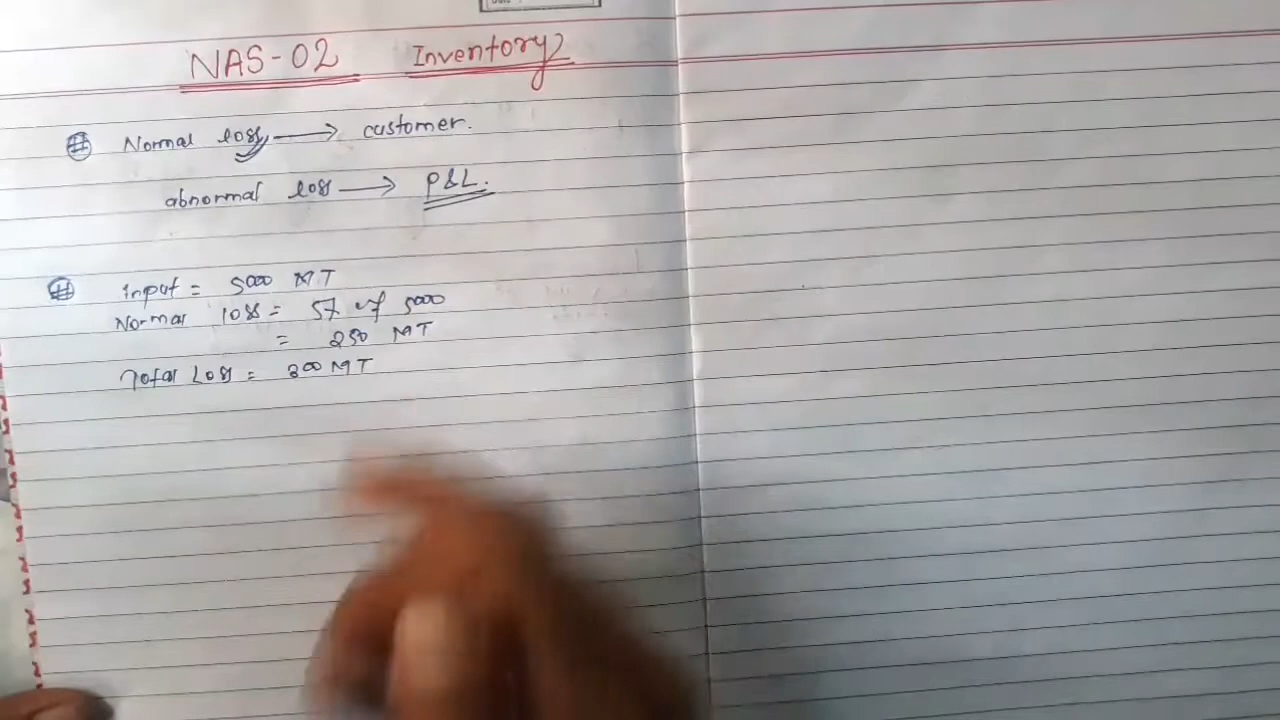 NAS-02 Inventory
# Normal loss → customer.
abnormal loss → P&L.
# input = 5000 MT
Normal loss = 5% of 5000
= 250 MT
Total Loss = 300 MT